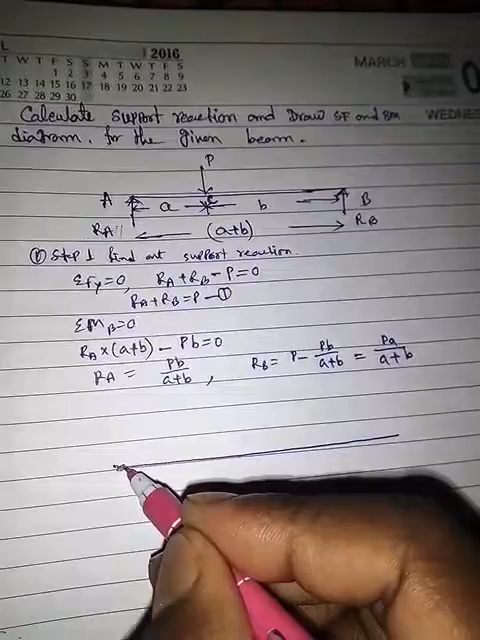 L 2016 MARCH
T W T F S S M T W T F S S M T W T F S
1 2 3 4 5 6 7 8 9
12 13 14 15 16 17 18 19 20 21 22 23
26 27 28 29 30
Calculate support reaction and Draw SF and BM WEDNES
diagram. for the given beam.
P
A a C b B
RA (a+b) RB
① Step 1 find out support reaction.
ΣFy=0, RA+RB-P=0
RA+RB=P-①
ΣMB=0
RA×(a+b) - Pb=0
RA = Pb/a+b, RB= P- Pb/a+b = Pa/a+b